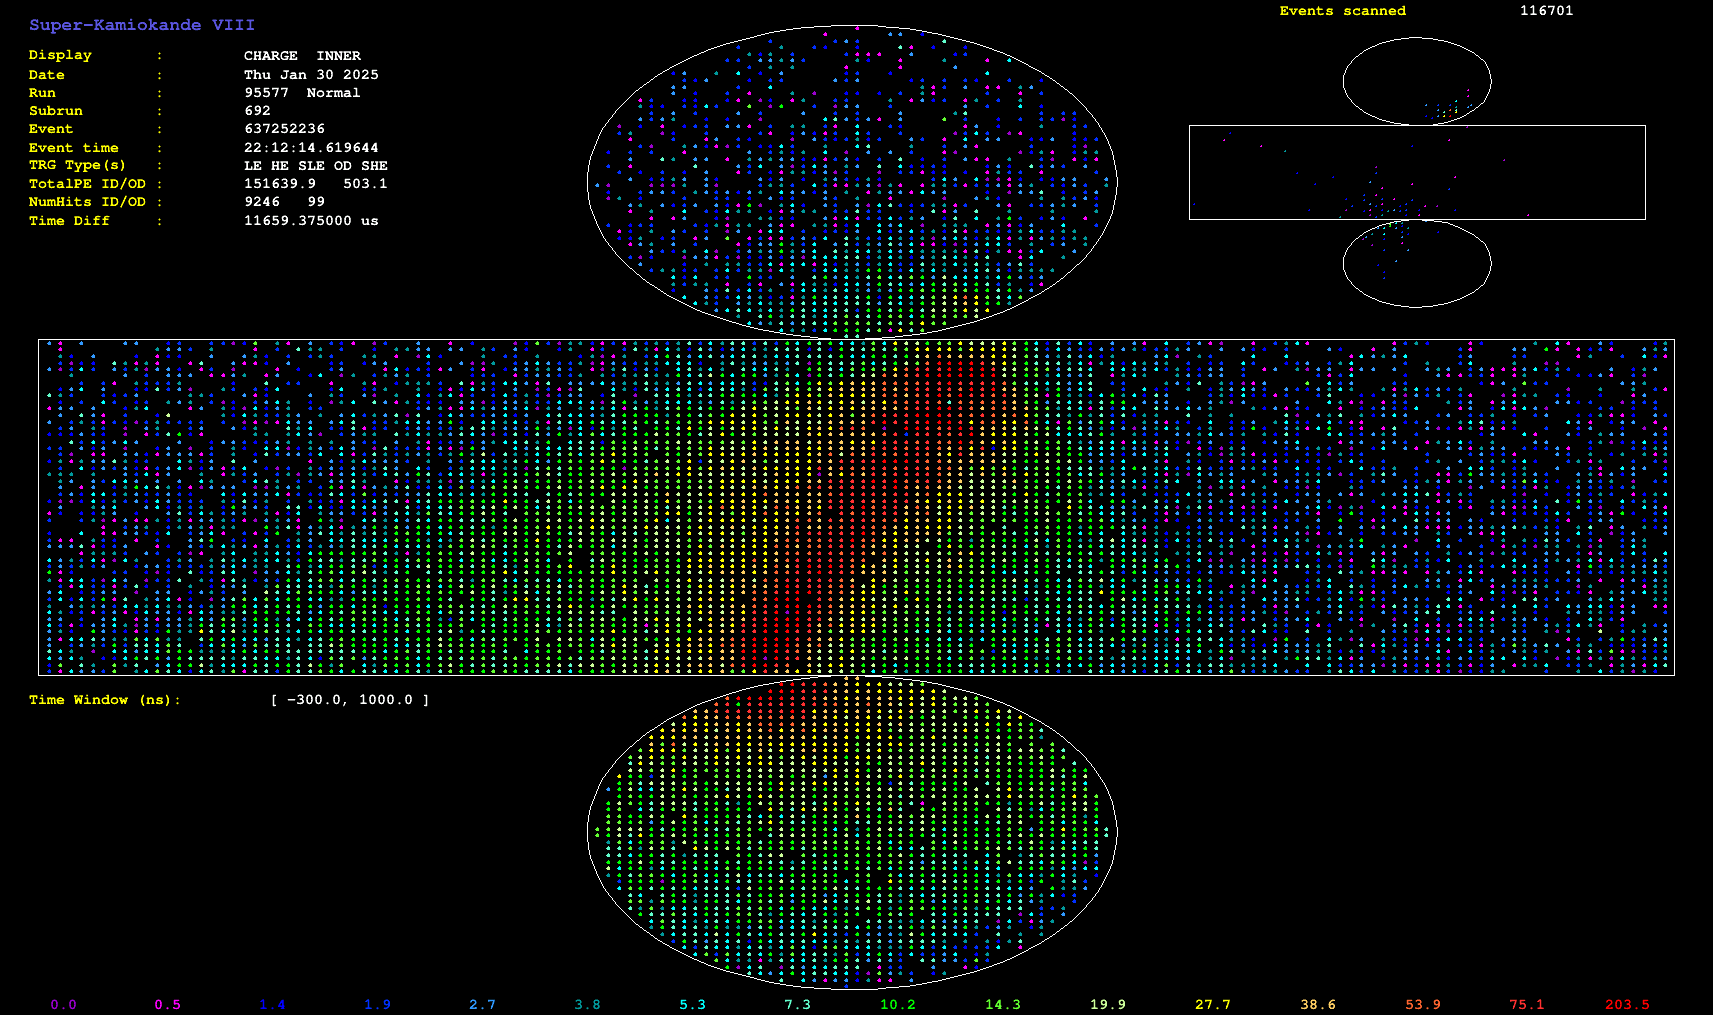 Super-Kamiokande VIII
Events scanned 116701
Display : CHARGE INNER
Date : Thu Jan 30 2025
Run : 95577 Normal
Subrun : 692
Event : 637252236
Event time : 22:12:14.619644
TRG Type(s) : LE HE SLE OD SHE
TotalPE ID/OD : 151639.9 503.1
NumHits ID/OD : 9246 99
Time Diff : 11659.375000 us
Time Window (ns): [ -300.0, 1000.0 ]
0.0 0.5 1.4 1.9 2.7 3.8 5.3 7.3 10.2 14.3 19.9 27.7 38.6 53.9 75.1 203.5